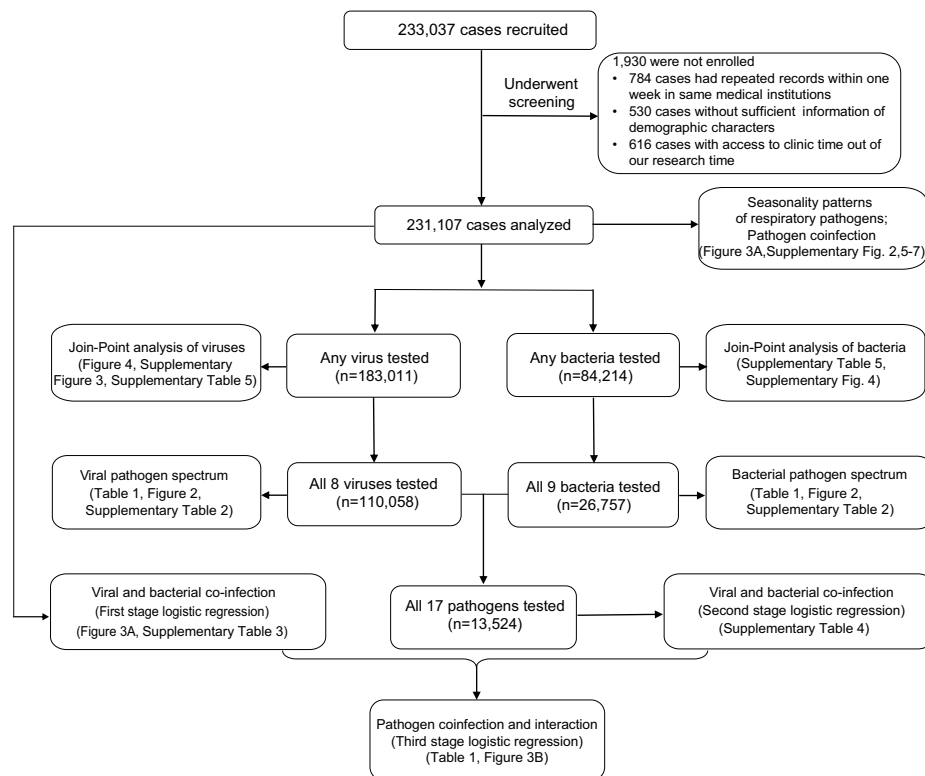 233,037 cases recruited
Underwent
screening
1,930 were not enrolled
• 784 cases had repeated records within one
week in same medical institutions
• 530 cases without sufficient information of
demographic characters
• 616 cases with access to clinic time out of
our research time
231,107 cases analyzed
Seasonality patterns
of respiratory pathogens;
Pathogen coinfection
(Figure 3A,Supplementary Fig. 2,5-7)
Join-Point analysis of viruses
(Figure 4, Supplementary
Figure 3, Supplementary Table 5)
Any virus tested
(n=183,011)
Any bacteria tested
(n=84,214)
Join-Point analysis of bacteria
(Supplementary Table 5,
Supplementary Fig. 4)
Viral pathogen spectrum
(Table 1, Figure 2,
Supplementary Table 2)
All 8 viruses tested
(n=110,058)
All 9 bacteria tested
(n=26,757)
Bacterial pathogen spectrum
(Table 1, Figure 2,
Supplementary Table 2)
Viral and bacterial co-infection
(First stage logistic regression)
(Figure 3A, Supplementary Table 3)
All 17 pathogens tested
(n=13,524)
Viral and bacterial co-infection
(Second stage logistic regression)
(Supplementary Table 4)
Pathogen coinfection and interaction
(Third stage logistic regression)
(Table 1, Figure 3B)